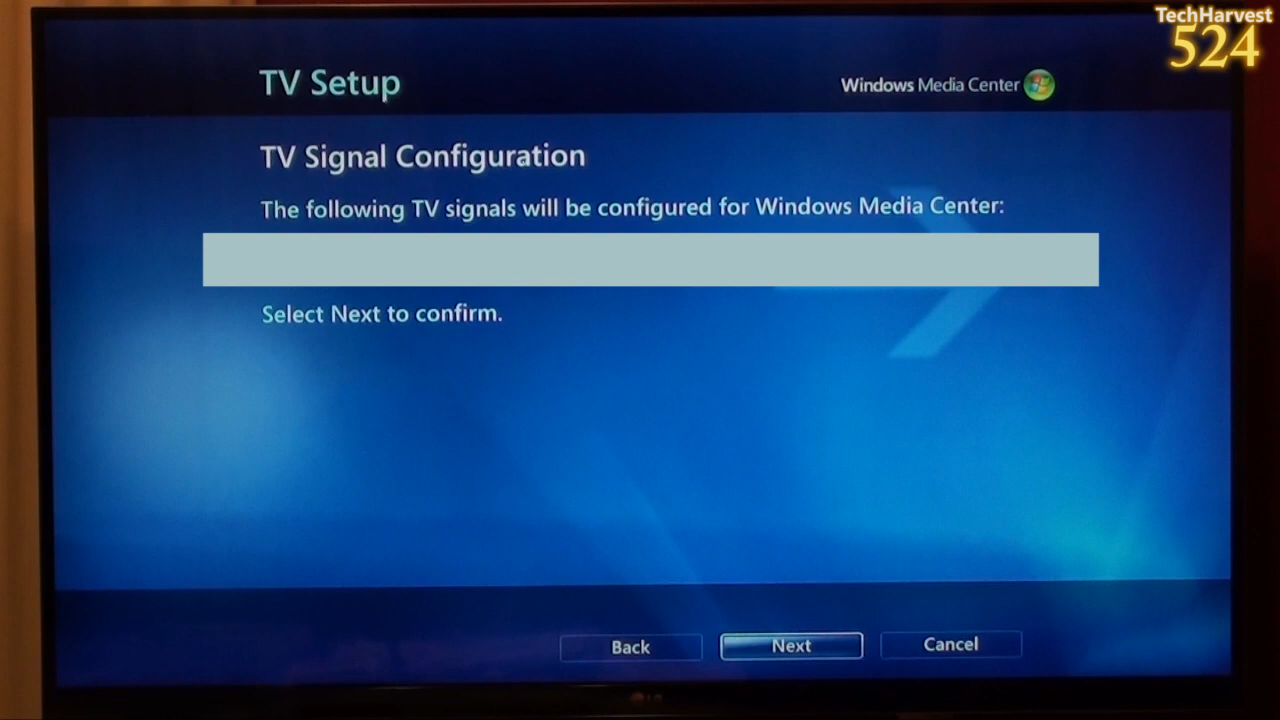 TechHarvest
524
TV Setup
Windows Media Center
TV Signal Configuration
The following TV signals will be configured for Windows Media Center:
Select Next to confirm.
Back
Next
Cancel
LG